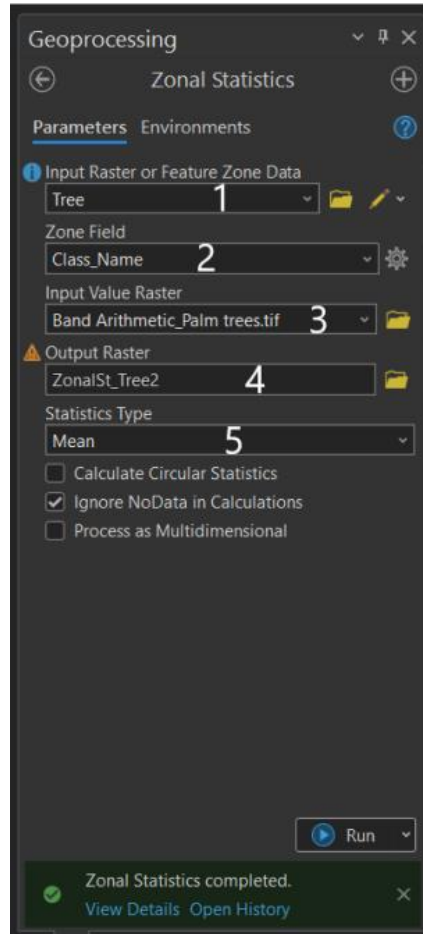 Geoprocessing
Zonal Statistics
Parameters Environments
Input Raster or Feature Zone Data
Tree 1
Zone Field
Class_Name 2
Input Value Raster
Band Arithmetic_Palm trees.tif 3
Output Raster
ZonalSt_Tree2 4
Statistics Type
Mean 5
Calculate Circular Statistics
Ignore NoData in Calculations
Process as Multidimensional
Run
Zonal Statistics completed.
View Details Open History